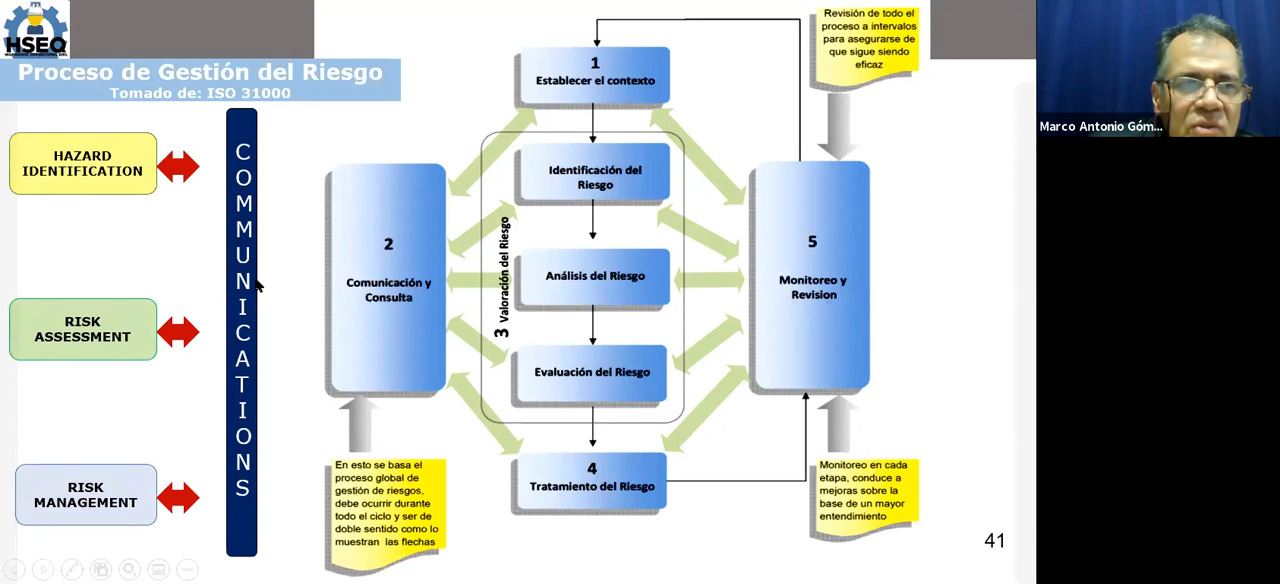 HSEQ
Proceso de Gestión del Riesgo
Tomado de: ISO 31000
HAZARD
IDENTIFICATION
RISK
ASSESSMENT
RISK
MANAGEMENT
COMMUNICATIONS
1
Establecer el contexto
2
Comunicación y
Consulta
3 Valoración del Riesgo
Identificación del
Riesgo
Análisis del Riesgo
Evaluación del Riesgo
4
Tratamiento del Riesgo
5
Monitoreo y
Revision
Revisión de todo el
proceso a intervalos
para asegurarse de
que sigue siendo
eficaz
En esto se basa el
proceso global de
gestión de riesgos,
debe ocurrir durante
todo el ciclo y ser de
doble sentido como lo
muestran las flechas
Monitoreo en cada
etapa, conduce a
mejoras sobre la
base de un mayor
entendimiento
41
Marco Antonio Góm...